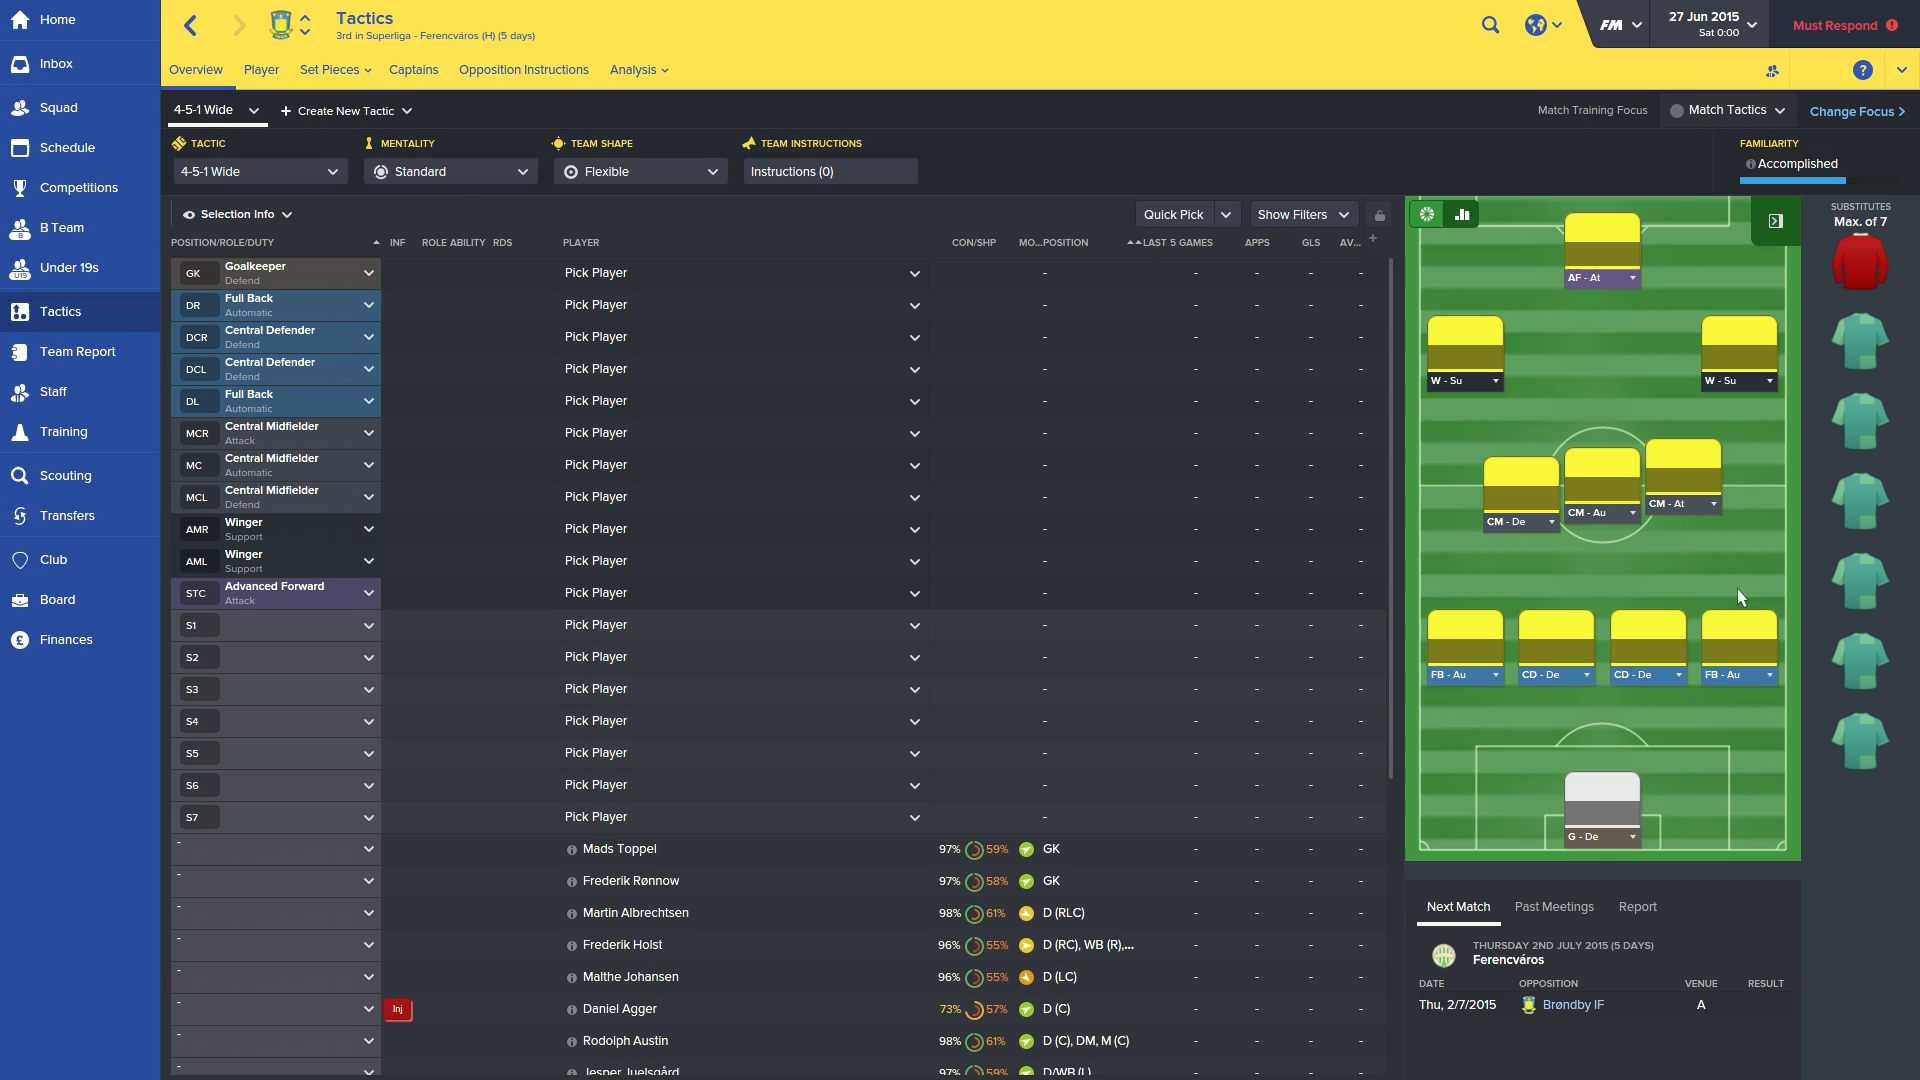 Home
Inbox
Squad
Schedule
Competitions
B Team
Under 19s
Tactics
Team Report
Staff
Training
Scouting
Transfers
Club
Board
Finances
Tactics
3rd in Superliga - Ferencváros (H) (5 days)
FM
27 Jun 2015
Sat 0:00
Must Respond
Overview Player Set Pieces Captains Opposition Instructions Analysis
4-5-1 Wide + Create New Tactic
Match Training Focus Match Tactics Change Focus >
TACTIC MENTALITY TEAM SHAPE TEAM INSTRUCTIONS
4-5-1 Wide Standard Flexible Instructions (0)
FAMILIARITY
Accomplished
Selection Info Quick Pick Show Filters
POSITION/ROLE/DUTY INF ROLE ABILITY RDS PLAYER CON/SHP MO... POSITION LAST 5 GAMES APPS GLS AV...
GK Goalkeeper Defend Pick Player - - - - -
DR Full Back Automatic Pick Player - - - - -
DCR Central Defender Defend Pick Player - - - - -
DCL Central Defender Defend Pick Player - - - - -
DL Full Back Automatic Pick Player - - - - -
MCR Central Midfielder Attack Pick Player - - - - -
MC Central Midfielder Automatic Pick Player - - - - -
MCL Central Midfielder Defend Pick Player - - - - -
AMR Winger Support Pick Player - - - - -
AML Winger Support Pick Player - - - - -
STC Advanced Forward Attack Pick Player - - - - -
S1 Pick Player - - - - -
S2 Pick Player - - - - -
S3 Pick Player - - - - -
S4 Pick Player - - - - -
S5 Pick Player - - - - -
S6 Pick Player - - - - -
S7 Pick Player - - - - -
- Mads Toppel 97% 59% GK - - - -
- Frederik Rønnow 97% 58% GK - - - -
- Martin Albrechtsen 98% 61% D (RLC) - - - -
- Frederik Holst 96% 55% D (RC), WB (R),... - - - -
- Malthe Johansen 96% 55% D (LC) - - - -
- Inj Daniel Agger 73% 57% D (C) - - - -
- Rodolph Austin 98% 61% D (C), DM, M (C) - - - -
- Jesper Juelsgård 97% 59% D/WB (L) - - - -
AF - At
W - Su W - Su
CM - De CM - Au CM - At
FB - Au CD - De CD - De FB - Au
G - De
SUBSTITUTES
Max. of 7
Next Match Past Meetings Report
THURSDAY 2ND JULY 2015 (5 DAYS)
Ferencváros
DATE OPPOSITION VENUE RESULT
Thu, 2/7/2015 Brøndby IF A